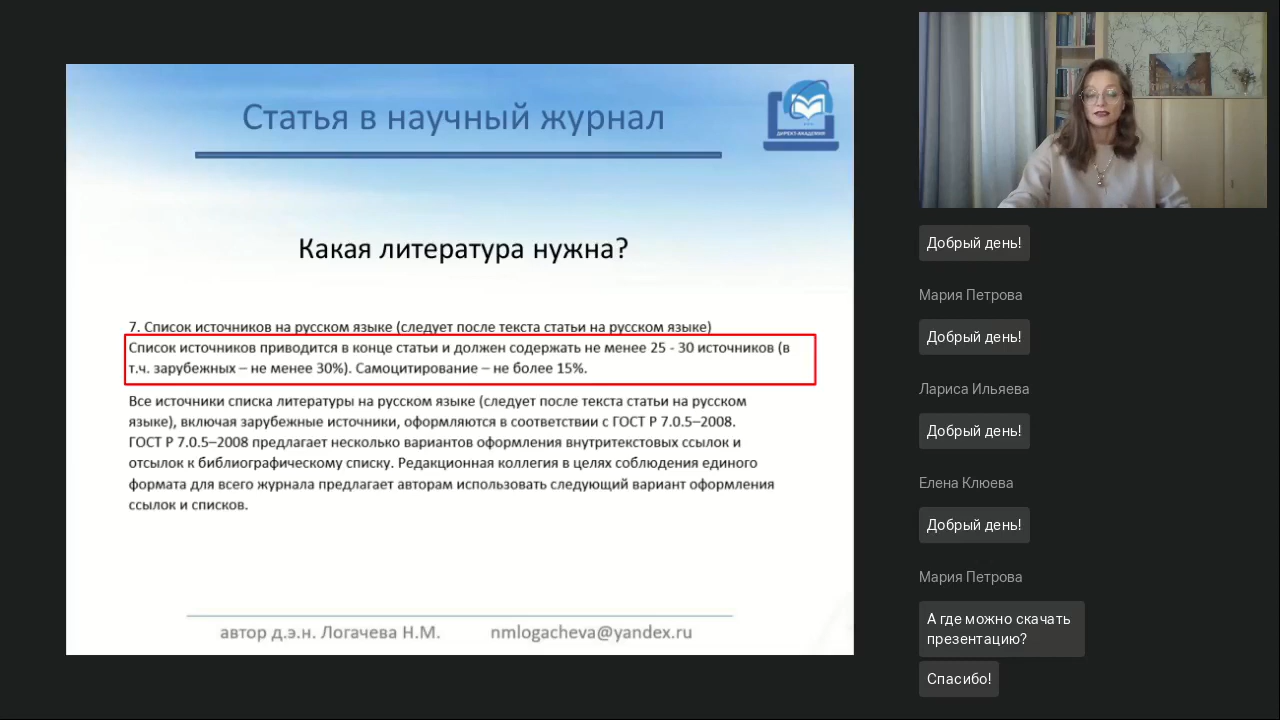 Статья в научный журнал
ДИРЕКТ-АКАДЕМИЯ
Какая литература нужна?
7. Список источников на русском языке (следует после текста статьи на русском языке)
Список источников приводится в конце статьи и должен содержать не менее 25 - 30 источников (в
т.ч. зарубежных – не менее 30%). Самоцитирование – не более 15%.
Все источники списка литературы на русском языке (следует после текста статьи на русском
языке), включая зарубежные источники, оформляются в соответствии с ГОСТ Р 7.0.5–2008.
ГОСТ Р 7.0.5–2008 предлагает несколько вариантов оформления внутритекстовых ссылок и
отсылок к библиографическому списку. Редакционная коллегия в целях соблюдения единого
формата для всего журнала предлагает авторам использовать следующий вариант оформления
ссылок и списков.
автор д.э.н. Логачева Н.М. nmlogacheva@yandex.ru
Добрый день!
Мария Петрова
Добрый день!
Лариса Ильяева
Добрый день!
Елена Клюева
Добрый день!
Мария Петрова
А где можно скачать
презентацию?
Спасибо!